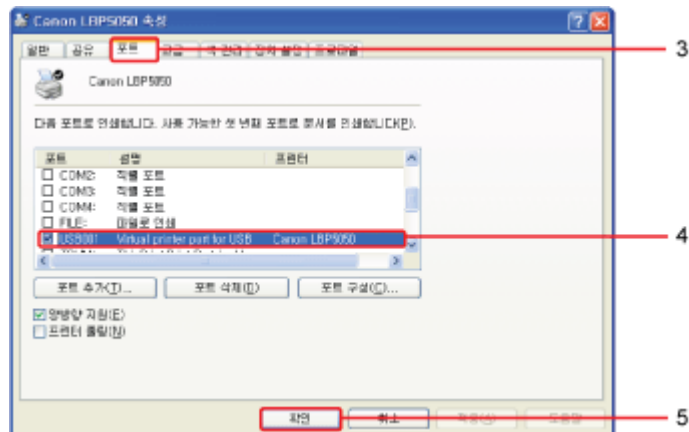 Canon LBP5050 속성
일반 공유 포트 고급 색 관리 장치 설정 프로파일
3
Canon LBP5050
다음 포트로 인쇄합니다. 사용 가능한 첫 번째 포트로 문서를 인쇄합니다(P).
포트 설명 프린터
COM2: 직렬 포트
COM3: 직렬 포트
COM4: 직렬 포트
FILE: 파일로 인쇄
USB001 Virtual printer port for USB Canon LBP5050
4
포트 추가(T)... 포트 삭제(D) 포트 구성(C)...
양방향 지원(E)
프린터 풀링(N)
확인 취소 적용(A) 도움말
5